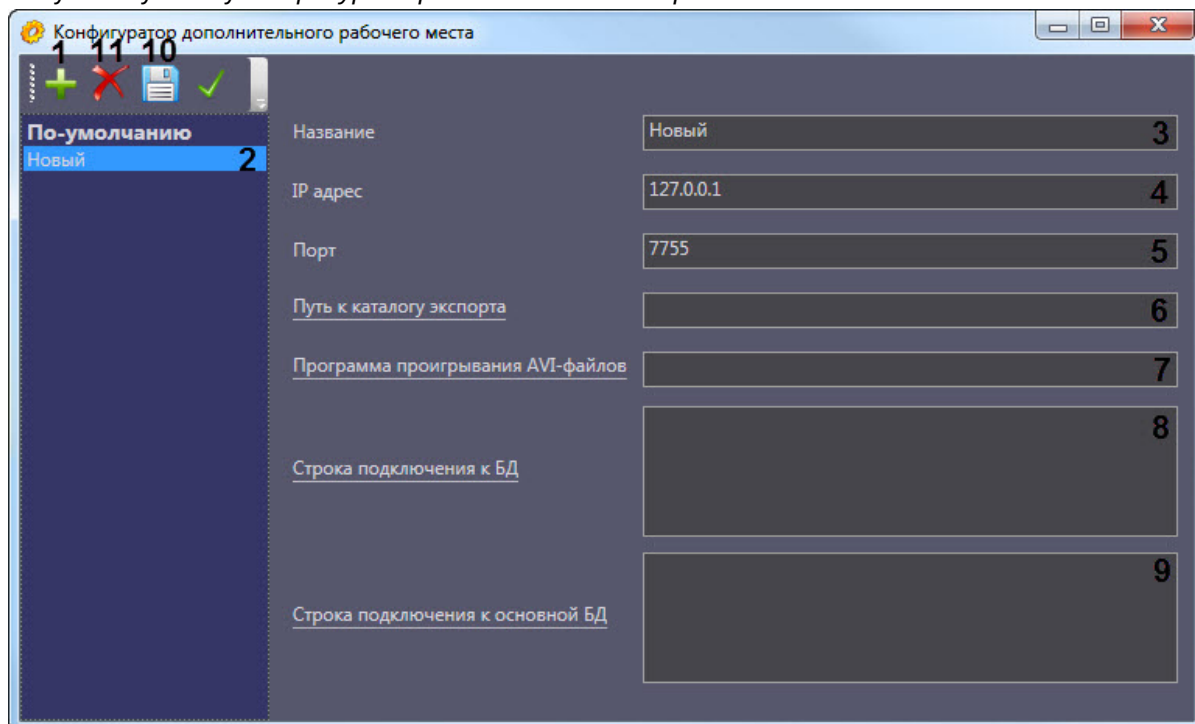 Конфигуратор дополнительного рабочего места
1 11 10
По-умолчанию
Новый 2
Название Новый 3
IP адрес 127.0.0.1 4
Порт 7755 5
Путь к каталогу экспорта 6
Программа проигрывания AVI-файлов 7
8
Строка подключения к БД
9
Строка подключения к основной БД